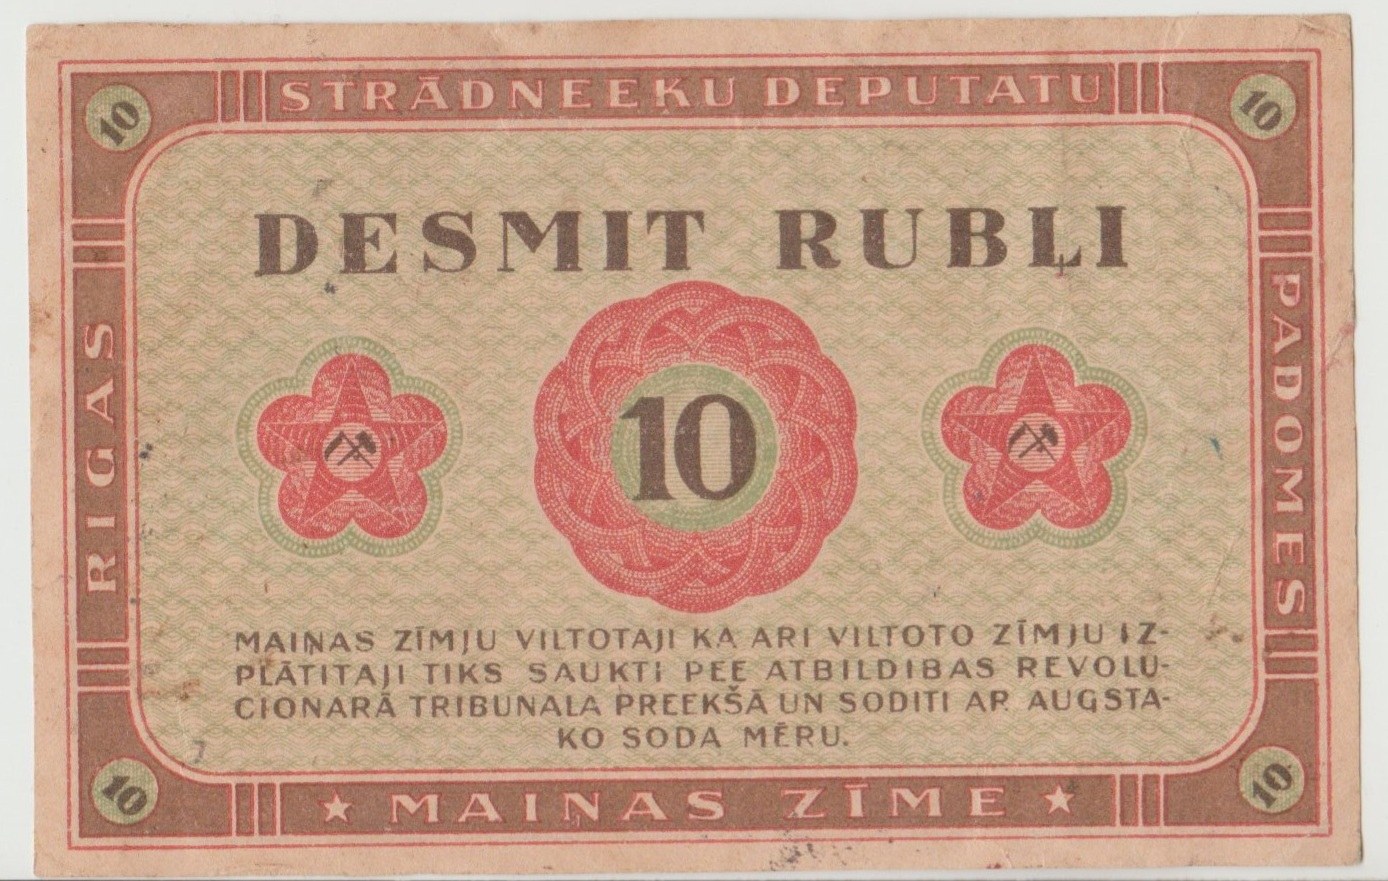 10
STRĀDNEEKU DEPUTATU
10
DESMIT RUBĻI
RIGAS
10
PADOMES
MAIŅAS ZĪMJU VILTOTAJI KA ARI VILTOTO ZĪMJU IZ-
PLĀTITAJI TIKS SAUKTI PEE ATBILDIBAS REVOLU-
CIONARĀ TRIBUNALA PREEKŠĀ UN SODITI AR AUGSTA-
KO SODA MĒRU.
10
★ MAIŅAS ZĪME ★
10